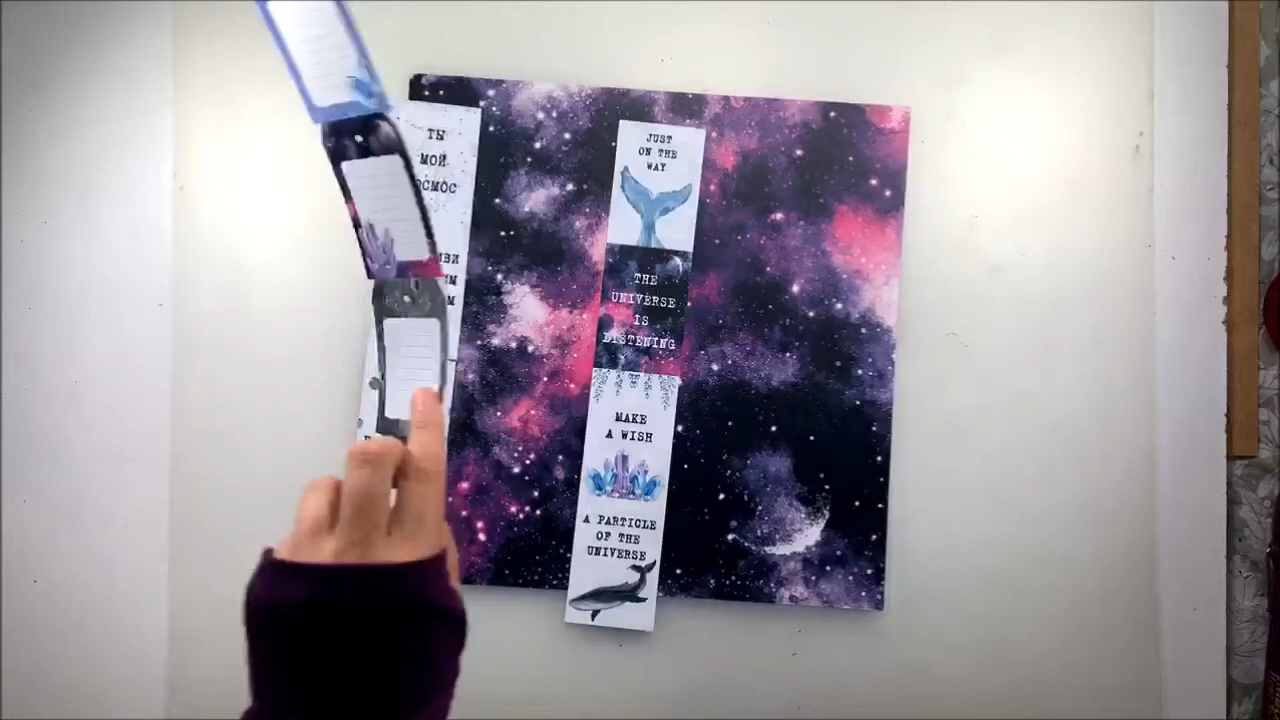 ТЫ
МОЙ
JUST
ON THE
WAY
THE
UNIVERSE
IS
LISTENING
MAKE
A WISH
A PARTICLE
OF THE
UNIVERSE